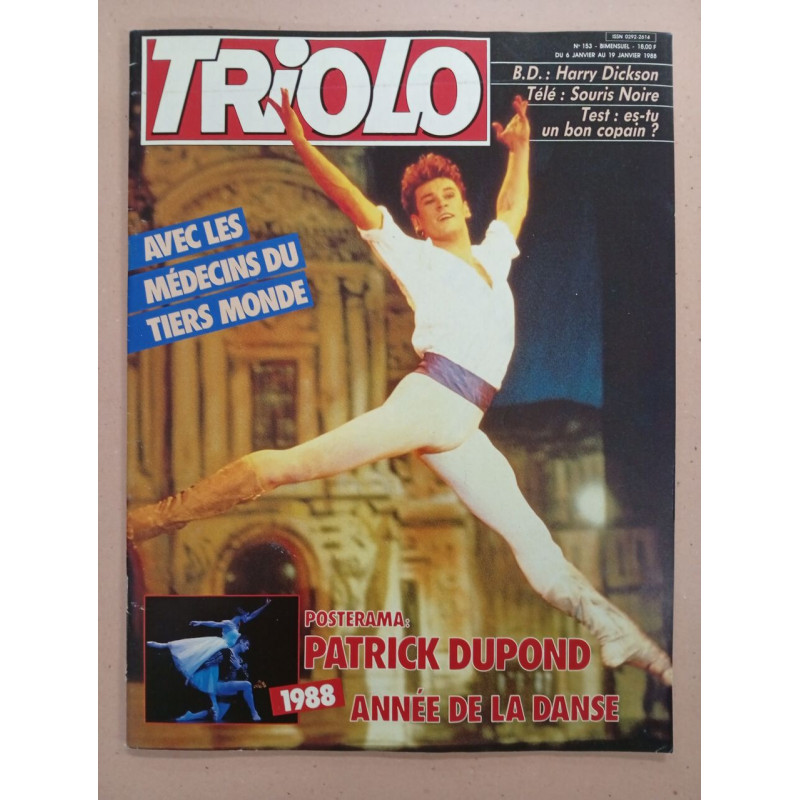 ISSN 0292-2614
N° 153 - BIMENSUEL - 18,00 F
DU 6 JANVIER AU 19 JANVIER 1988
TRiOLO
B.D. : Harry Dickson
Télé : Souris Noire
Test : es-tu
un bon copain ?
AVEC LES
MÉDECINS DU
TIERS MONDE
POSTERAMA:
PATRICK DUPOND
1988
ANNÉE DE LA DANSE